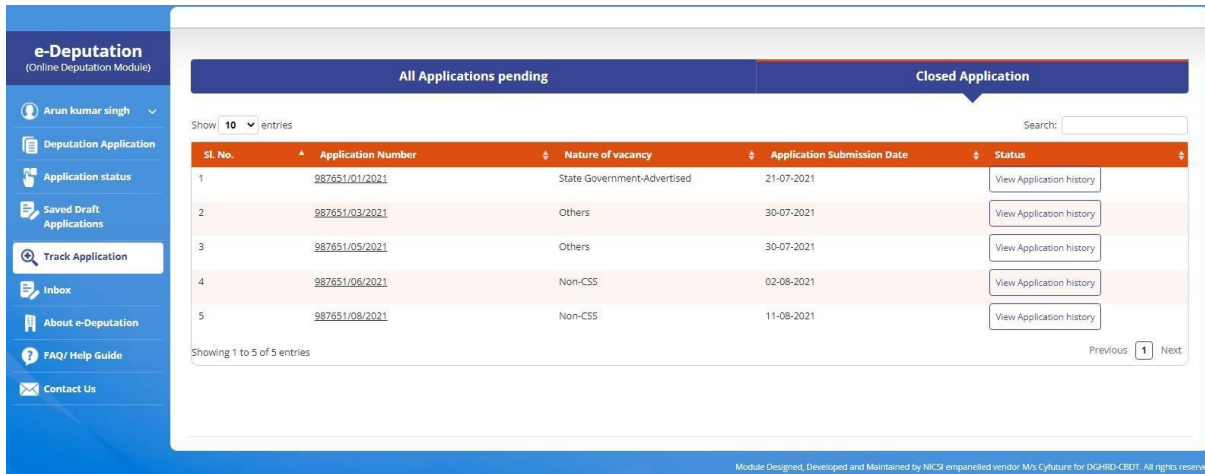 e-Deputation
(Online Deputation Module)
Arun kumar singh
Deputation Application
Application status
Saved Draft
Applications
Track Application
Inbox
About e-Deputation
FAQ/ Help Guide
Contact Us
All Applications pending
Closed Application
Show 10 entries
Search:
Sl. No. Application Number Nature of vacancy Application Submission Date Status
1 987651/01/2021 State Government-Advertised 21-07-2021 View Application history
2 987651/03/2021 Others 30-07-2021 View Application history
3 987651/05/2021 Others 30-07-2021 View Application history
4 987651/06/2021 Non-CSS 02-08-2021 View Application history
5 987651/08/2021 Non-CSS 11-08-2021 View Application history
Showing 1 to 5 of 5 entries
Previous 1 Next
Module Designed, Developed and Maintained by NICSI empanelled vendor M/s Cyfuture for DGHRD-CBDT. All rights reserve